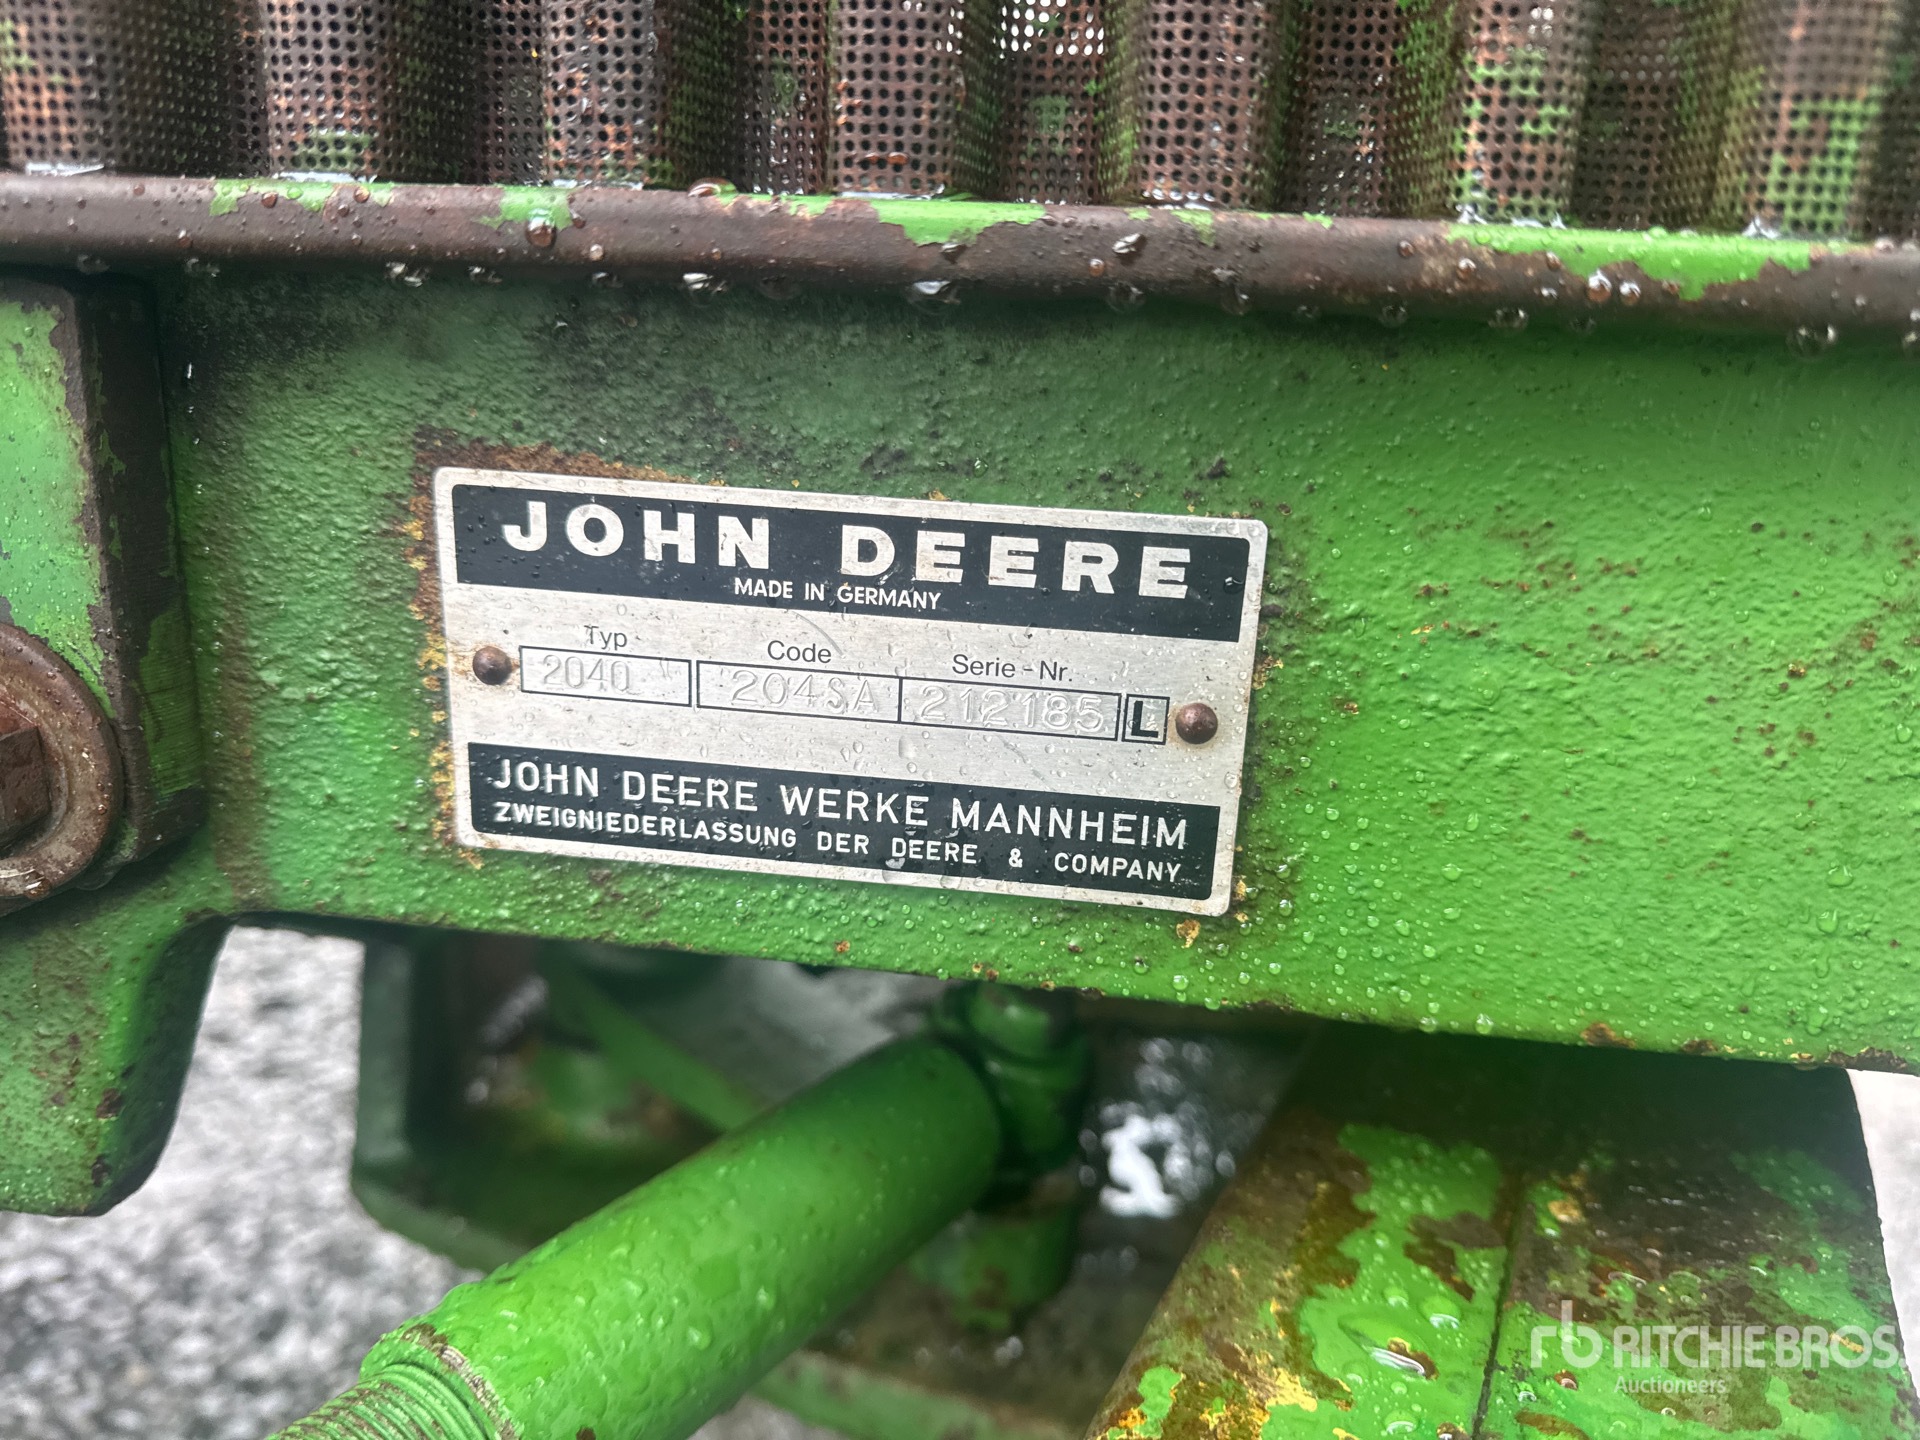 JOHN DEERE
MADE IN GERMANY
Typ Code Serie-Nr.
2040 204SA 212185 L
JOHN DEERE WERKE MANNHEIM
ZWEIGNIEDERLASSUNG DER DEERE & COMPANY
rb RITCHIE BROS.
Auctioneers